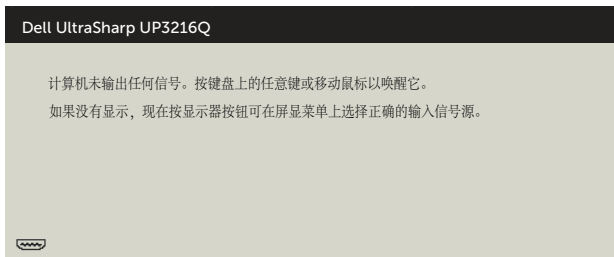 Dell UltraSharp UP3216Q
计算机未输出任何信号。按键盘上的任意键或移动鼠标以唤醒它。
如果没有显示，现在按显示器按钮可在屏显菜单上选择正确的输入信号源。